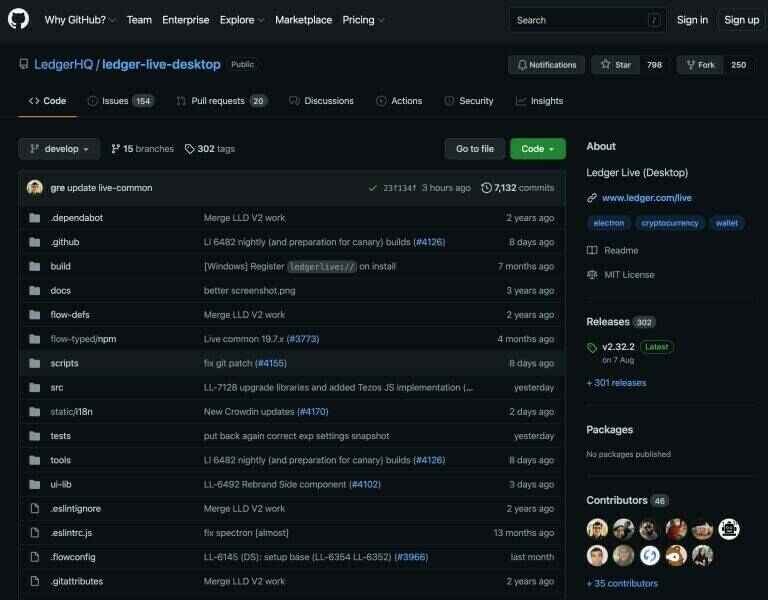 Why GitHub? Team Enterprise Explore Marketplace Pricing Search / Sign in Sign up
LedgerHQ / ledger-live-desktop Public Notifications Star 798 Fork 250
Code Issues 154 Pull requests 20 Discussions Actions Security Insights
develop 15 branches 302 tags Go to file Code
gre update live-common 23f134f 3 hours ago 7,132 commits
.dependabot Merge LLD V2 work 2 years ago
.github Ll 6482 nightly (and preparation for canary) builds (#4126) 8 days ago
build [Windows] Register ledgerlive:// on install 7 months ago
docs better screenshot.png 3 years ago
flow-defs Merge LLD V2 work 2 years ago
flow-typed/npm Live common 19.7.x (#3773) 4 months ago
scripts fix git patch (#4155) 8 days ago
src LL-7128 upgrade libraries and added Tezos JS implementation (... yesterday
static/i18n New Crowdin updates (#4170) 2 days ago
tests put back again correct exp settings snapshot yesterday
tools Ll 6482 nightly (and preparation for canary) builds (#4126) 8 days ago
ui-lib LL-6492 Rebrand Side component (#4102) 3 days ago
.eslintignore Merge LLD V2 work 2 years ago
.eslintrc.js fix spectron [almost] 13 months ago
.flowconfig LL-6145 (DS): setup base (LL-6354 LL-6352) (#3966) last month
.gitattributes Merge LLD V2 work 2 years ago
About
Ledger Live (Desktop)
www.ledger.com/live
electron cryptocurrency wallet
Readme
MIT License
Releases 302
v2.32.2 Latest
on 7 Aug
+ 301 releases
Packages
No packages published
Contributors 46
+ 35 contributors